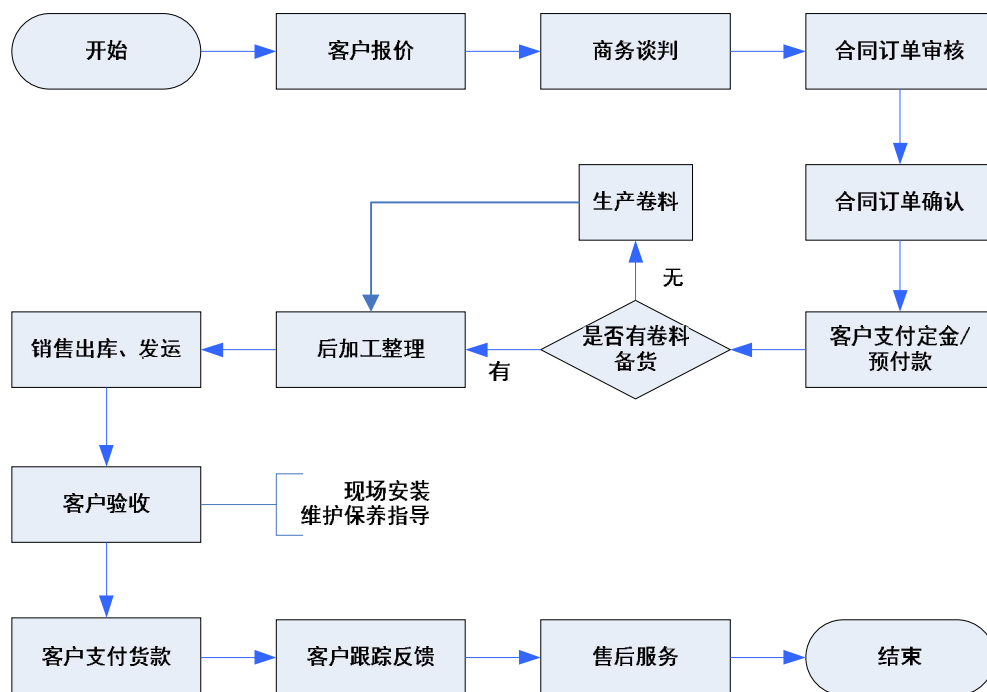 开始
客户报价
商务谈判
合同订单审核
生产卷料
合同订单确认
无
销售出库、发运
后加工整理
有
是否有卷料
备货
客户支付定金/
预付款
客户验收
现场安装
维护保养指导
客户支付货款
客户跟踪反馈
售后服务
结束